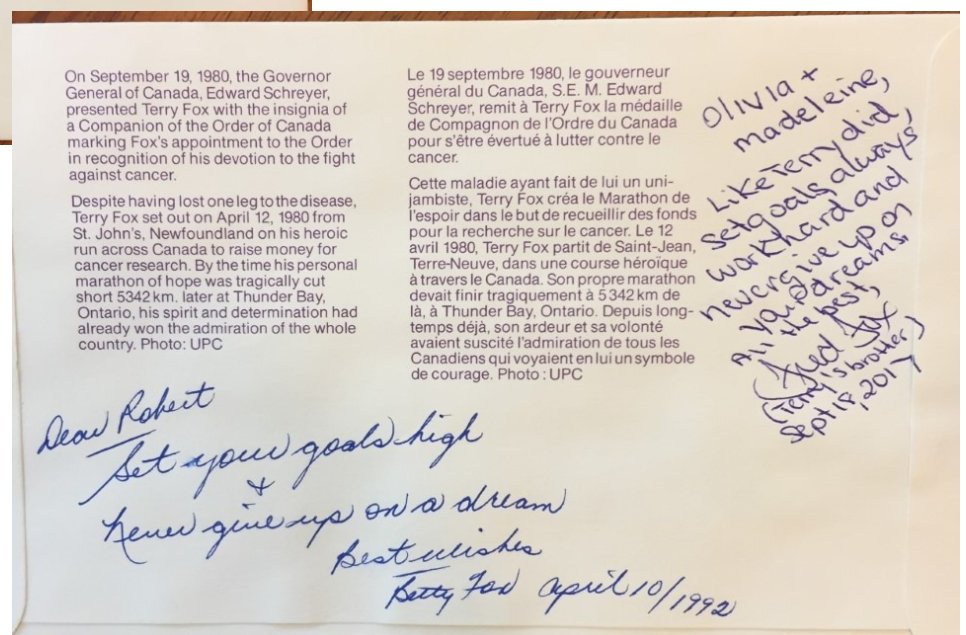 On September 19, 1980, the Governor
General of Canada, Edward Schreyer,
presented Terry Fox with the insignia of
a Companion of the Order of Canada
marking Fox's appointment to the Order
in recognition of his devotion to the fight
against cancer.
Despite having lost one leg to the disease,
Terry Fox set out on April 12, 1980 from
St. John's, Newfoundland on his heroic
run across Canada to raise money for
cancer research. By the time his personal
marathon of hope was tragically cut
short 5342 km. later at Thunder Bay,
Ontario, his spirit and determination had
already won the admiration of the whole
country. Photo: UPC
Le 19 septembre 1980, le gouverneur
général du Canada, S.E. M. Edward
Schreyer, remit à Terry Fox la médaille
de Compagnon de l'Ordre du Canada
pour s'être évertué à lutter contre le
cancer.
Cette maladie ayant fait de lui un uni-
jambiste, Terry Fox créa le Marathon de
l'espoir dans le but de recueillir des fonds
pour la recherche sur le cancer. Le 12
avril 1980, Terry Fox partit de Saint-Jean,
Terre-Neuve, dans une course héroïque
à travers le Canada. Son propre marathon
devait finir tragiquement à 5342 km de
là, à Thunder Bay, Ontario. Depuis long-
temps déjà, son ardeur et sa volonté
avaient suscité l'admiration de tous les
Canadiens qui voyaient en lui un symbole
de courage. Photo : UPC
Olivia +
madeleine,
Like Terry did,
set goals, always
work hard and
never give up on
your dreams.
All the best,
Fred Fox
(Terry's brother)
Sept 18, 2017
Dear Robert
Set your goals high
+
Never give up on a dream
Best wishes
Betty Fox April 10/1992